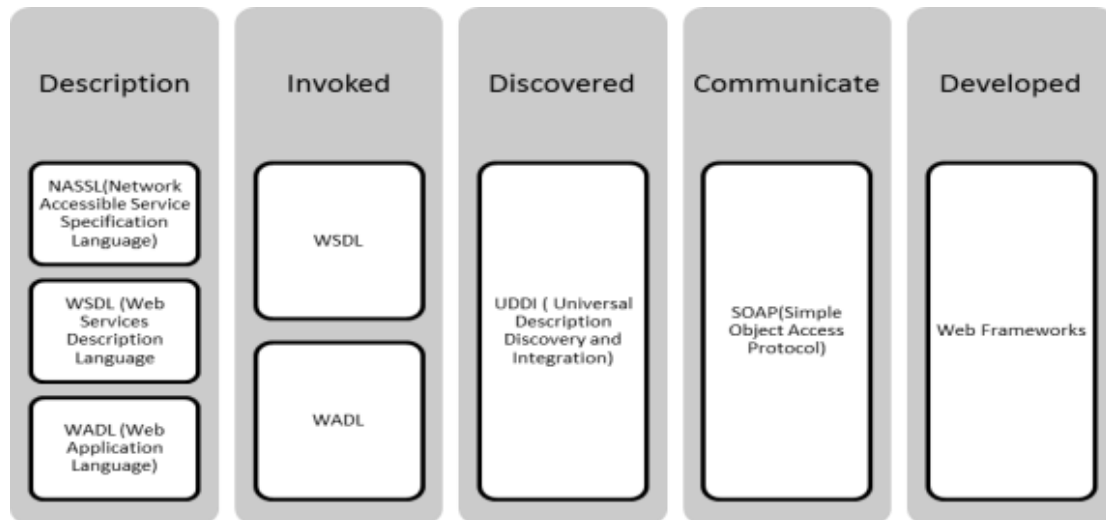 Description
NASSL(Network
Accessible Service
Specification
Language)
WSDL (Web
Services
Description
Language
WADL (Web
Application
Language)
Invoked
WSDL
WADL
Discovered
UDDI ( Universal
Description
Discovery and
Integration)
Communicate
SOAP(Simple
Object Access
Protocol)
Developed
Web Frameworks